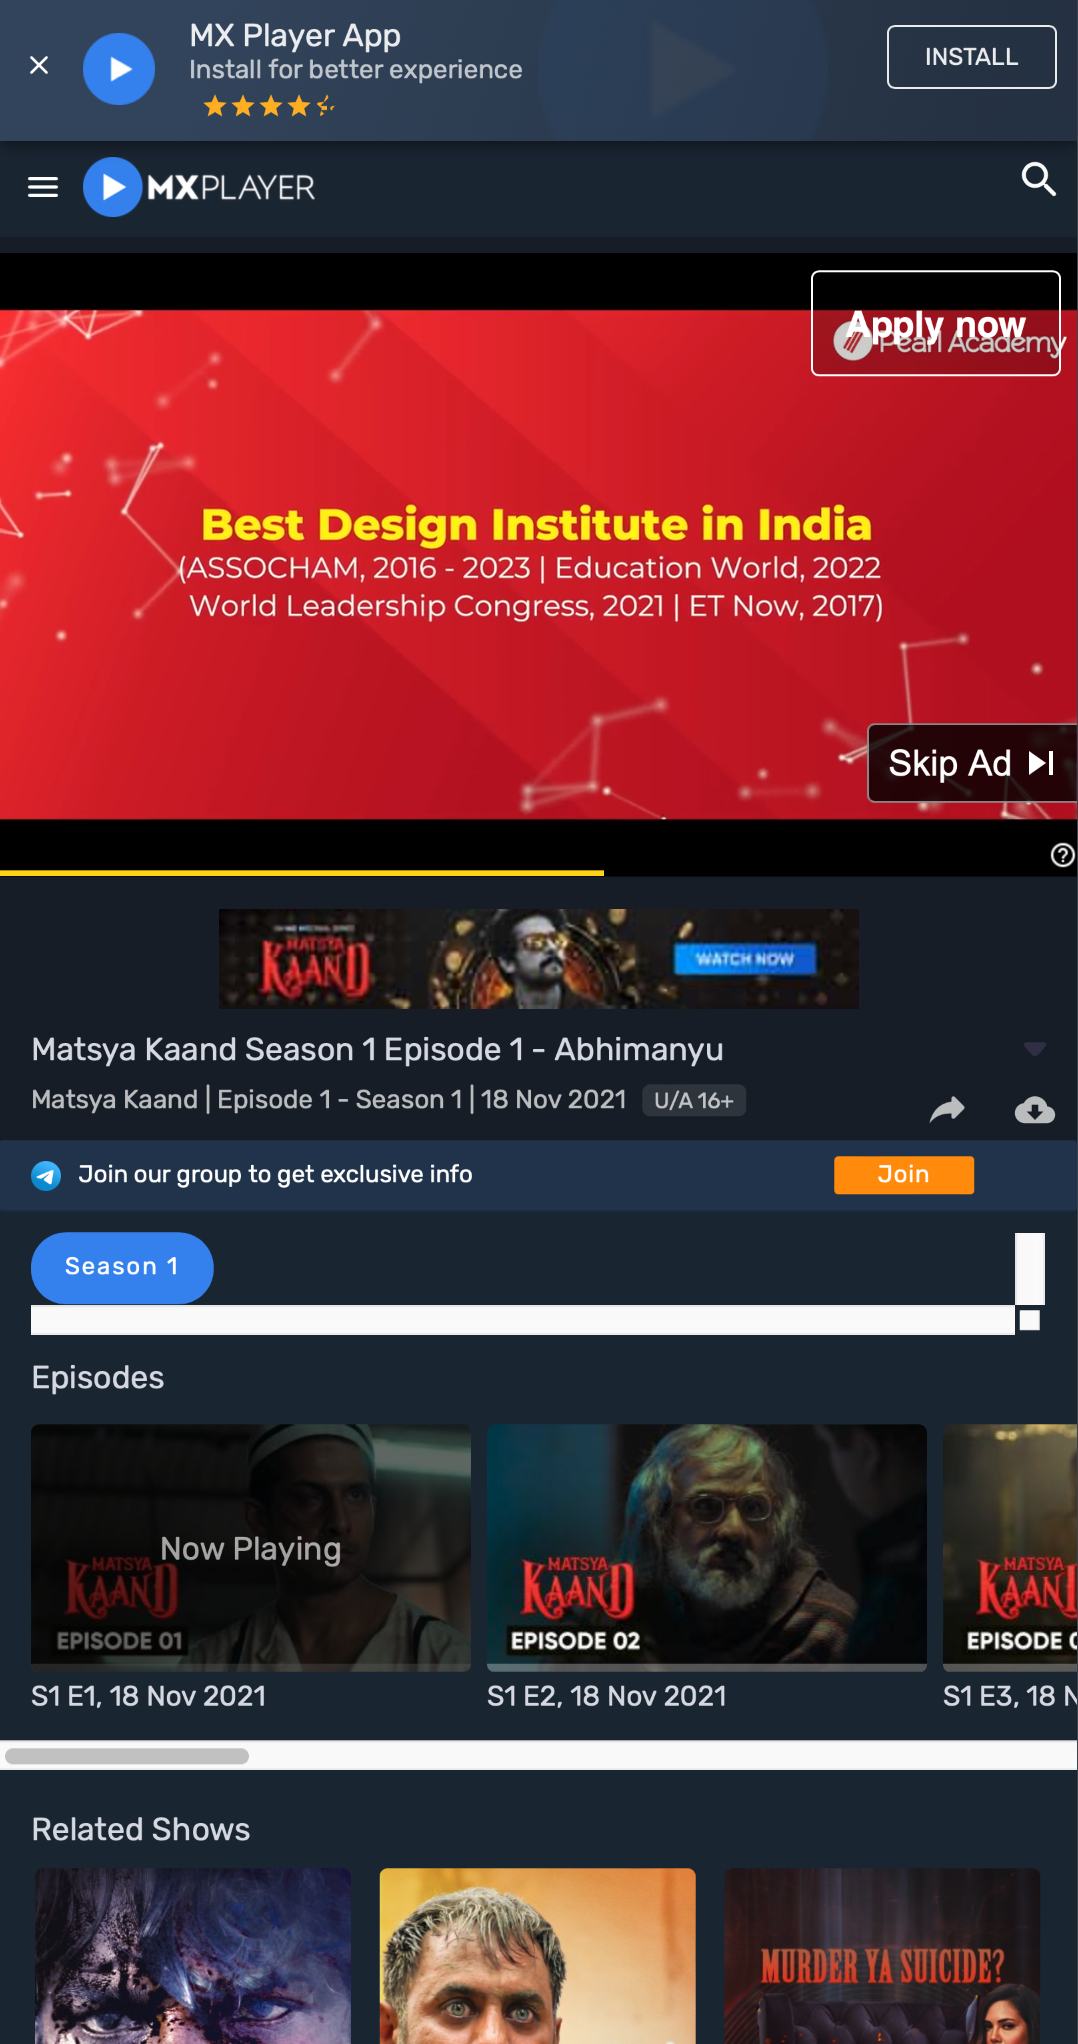 MX Player App
Install for better experience
INSTALL
MXPLAYER
Apply now
Pearl Academy
Best Design Institute in India
(ASSOCHAM, 2016 - 2023 | Education World, 2022
World Leadership Congress, 2021 | ET Now, 2017)
Skip Ad
MATSYA
KAAND
WATCH NOW
Matsya Kaand Season 1 Episode 1 - Abhimanyu
Matsya Kaand | Episode 1 - Season 1 | 18 Nov 2021 U/A 16+
Join our group to get exclusive info
Join
Season 1
Episodes
Now Playing
MATSYA
KAAND
EPISODE 01
MATSYA
KAAND
EPISODE 02
MATSYA
KAAN
EPISODE
S1 E1, 18 Nov 2021
S1 E2, 18 Nov 2021
S1 E3, 18
Related Shows
MURDER YA SUICIDE?